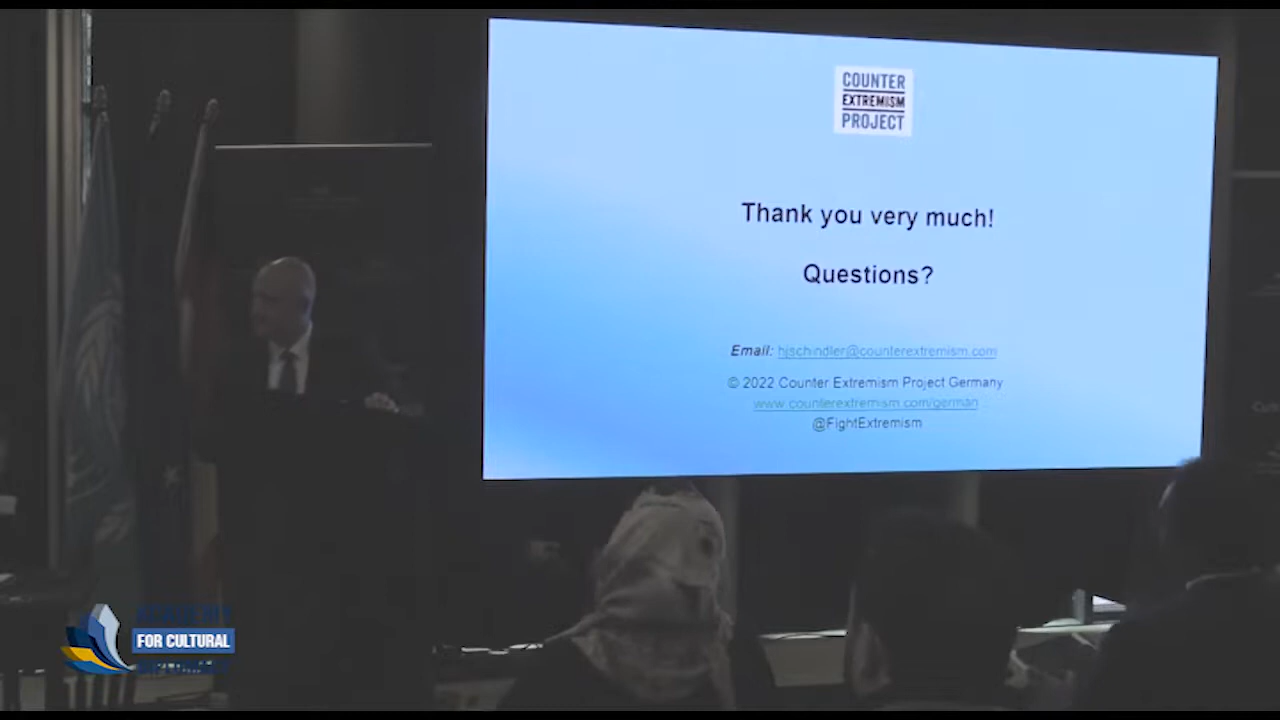 COUNTER
EXTREMISM
PROJECT
Thank you very much!
Questions?
Email: hjschindler@counterextremism.com
© 2022 Counter Extremism Project Germany
www.counterextremism.com/german
@FightExtremism
ACADEMY
FOR CULTURAL